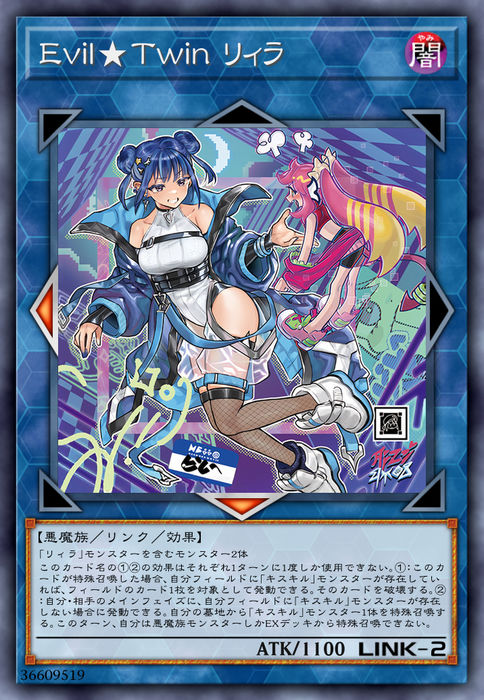 Evil★Twin リィラ
やみ
闇
【悪魔族／リンク／効果】
「リィラ」モンスターを含むモンスター2体
このカード名の①②の効果はそれぞれ1ターンに1度しか使用できない。①：このカー
ドが特殊召喚した場合、自分フィールドに「キスキル」モンスターが存在してい
れば、フィールドのカード1枚を対象として発動できる。そのカードを破壊する。②
：自分・相手のメインフェイズに、自分フィールドに「キスキル」モンスターが存在
しない場合に発動できる。自分の墓地から「キスキル」モンスター1体を特殊召喚す
る。このターン、自分は悪魔族モンスターしかEXデッキから特殊召喚できない。
ATK/1100 LINK-2
36609519